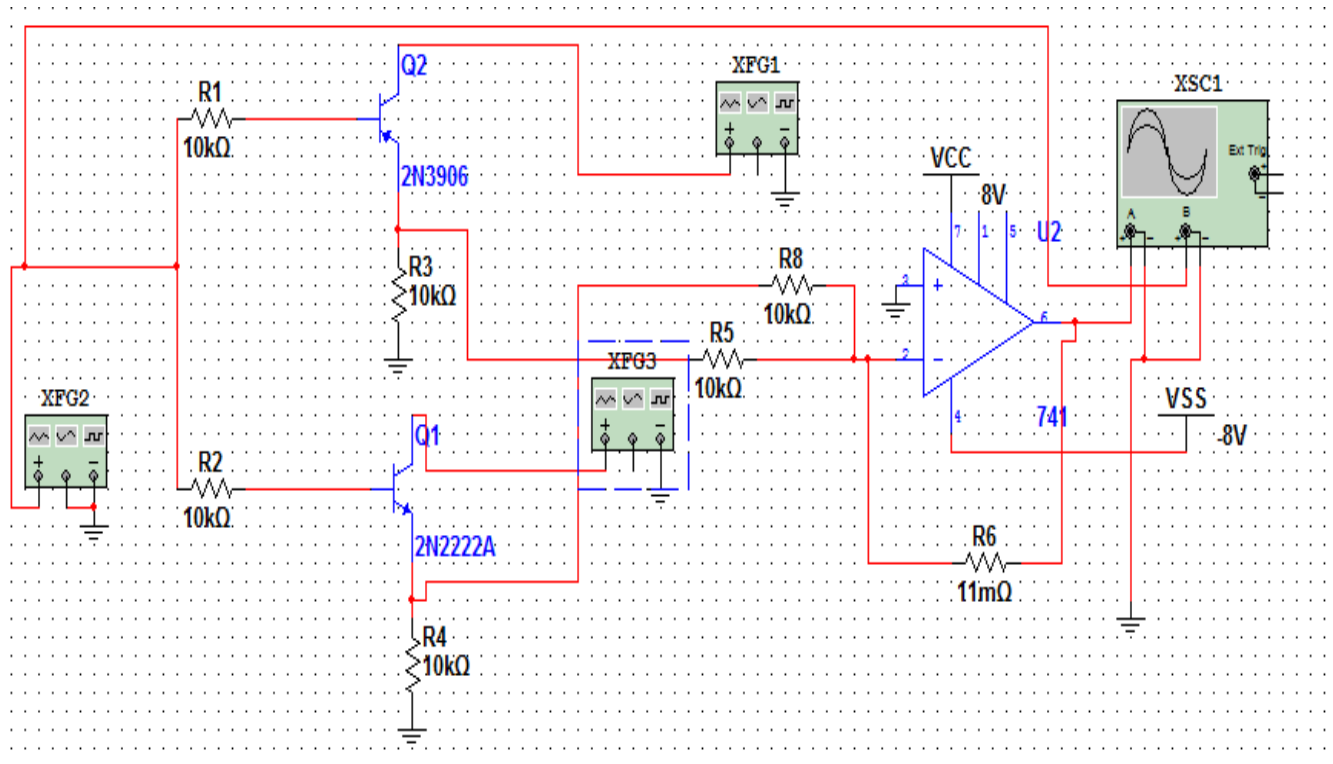 Q2
XFG1
XSC1
R1
10kΩ
2N3906
VCC
8V
Ext Trig
A
B
7
1
5
U2
R3
10kΩ
R8
10kΩ
3
6
2
R5
10kΩ
XFG3
XFG2
4
741
VSS
-8V
Q1
R2
10kΩ
2N2222A
R6
11mΩ
R4
10kΩ